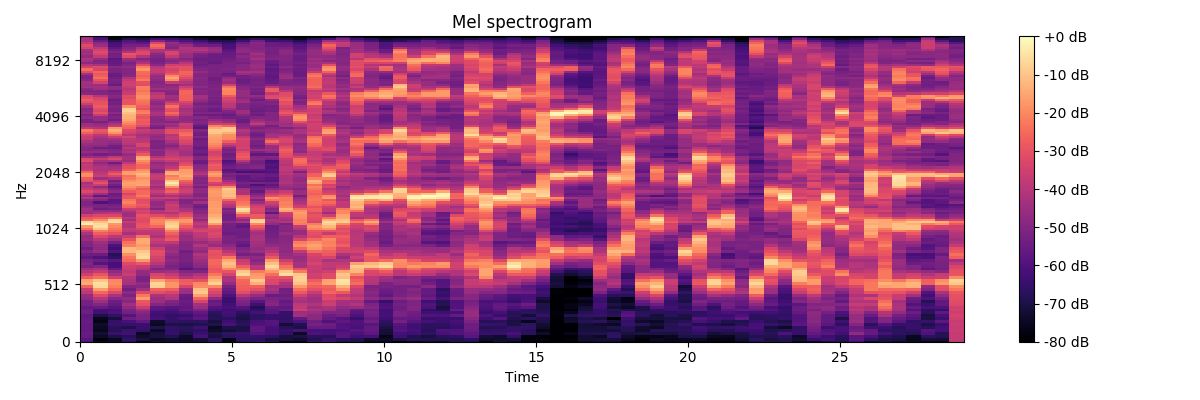 Mel spectrogram
8192
4096
2048
1024
512
0
Hz
0 5 10 15 20 25
Time
+0 dB
-10 dB
-20 dB
-30 dB
-40 dB
-50 dB
-60 dB
-70 dB
-80 dB